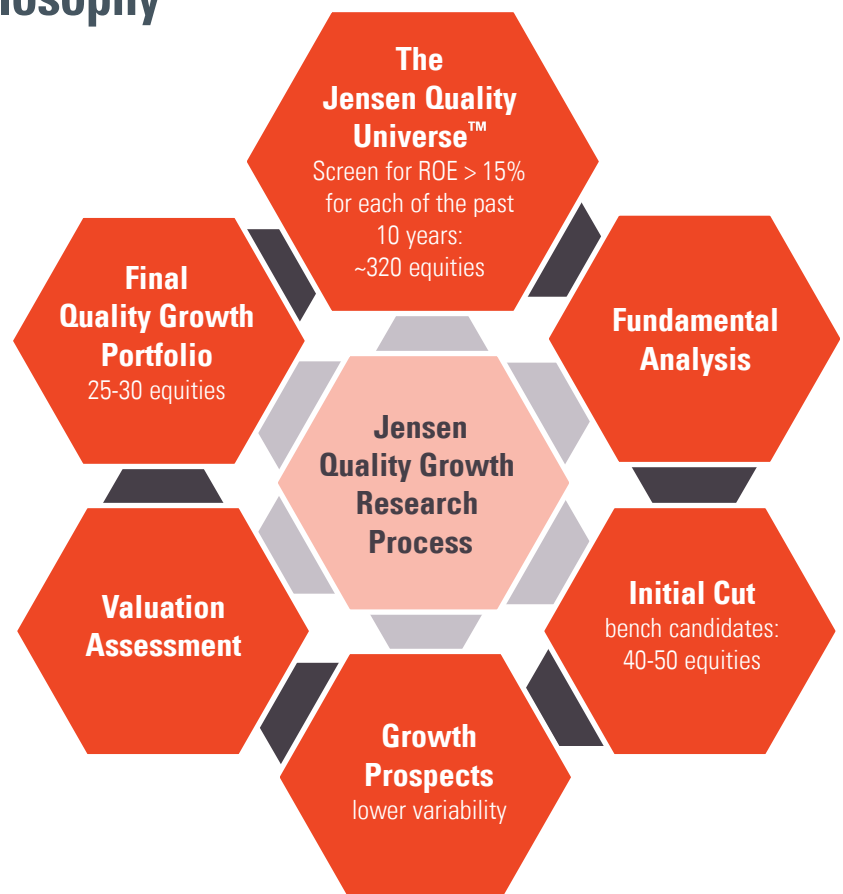 The
Jensen Quality
Universe™
Screen for ROE > 15%
for each of the past
10 years:
~320 equities
Fundamental
Analysis
Initial Cut
bench candidates:
40-50 equities
Growth
Prospects
lower variability
Valuation
Assessment
Final
Quality Growth
Portfolio
25-30 equities
Jensen
Quality Growth
Research
Process